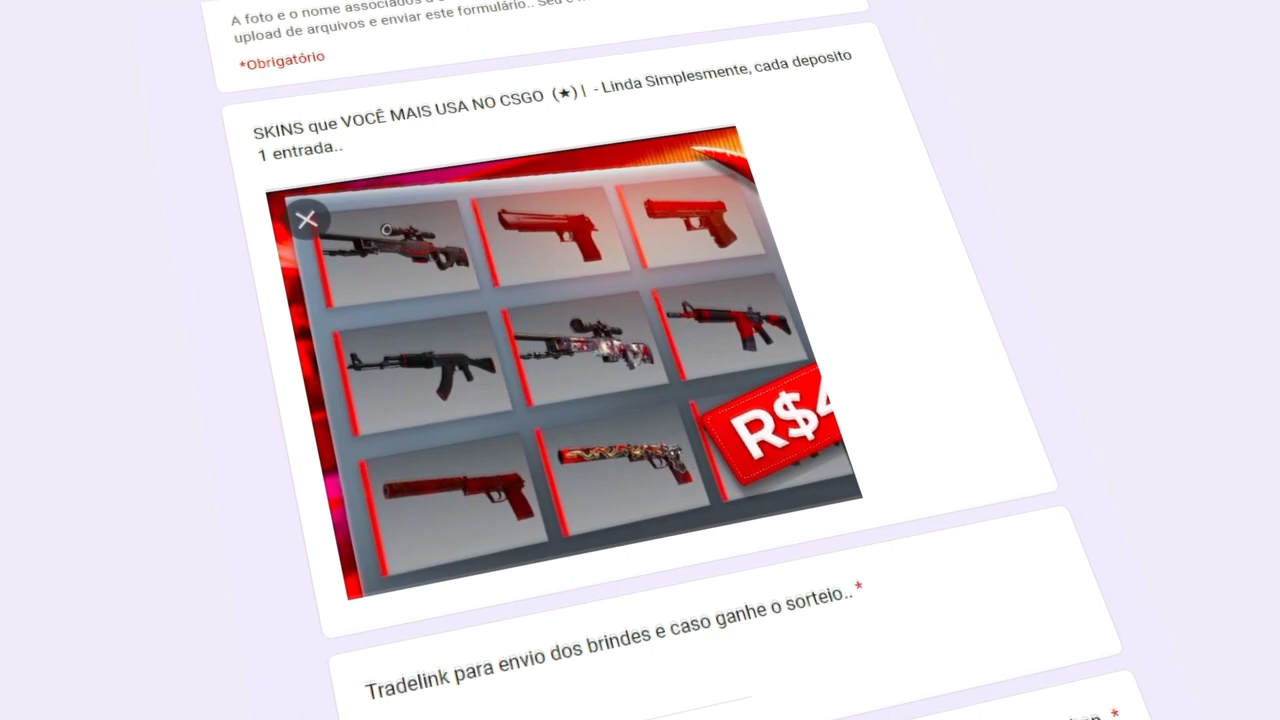 A foto e o nome associados
upload de arquivos e enviar este formulário.. Seu
*Obrigatório
SKINS que VOCÊ MAIS USA NO CSGO (★) | - Linda Simplesmente, cada deposito
1 entrada..
R$4
Tradelink para envio dos brindes e caso ganhe o sorteio.. *
*